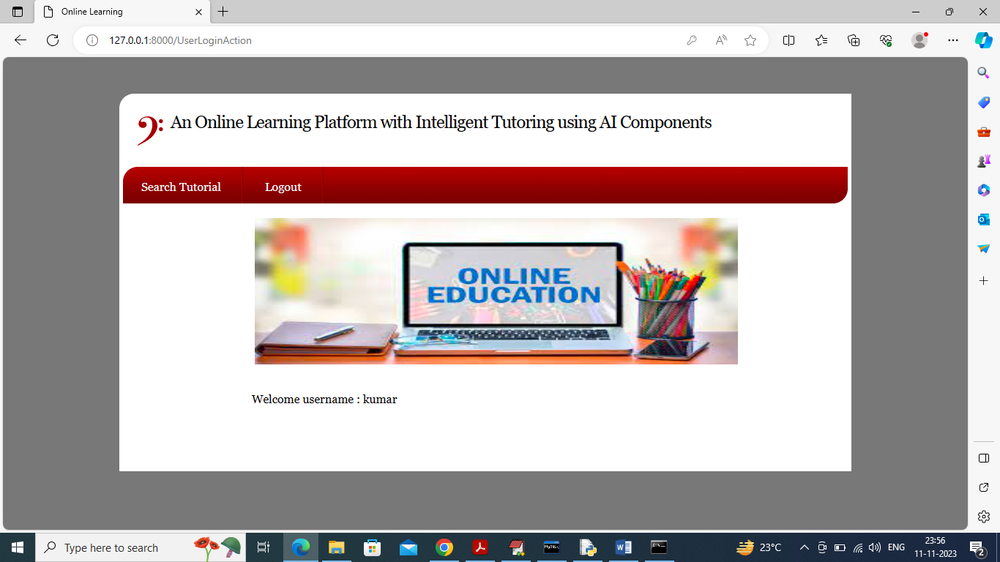 Online Learning
127.0.0.1:8000/UserLoginAction
An Online Learning Platform with Intelligent Tutoring using AI Components
Search Tutorial
Logout
ONLINE
EDUCATION
Welcome username : kumar
Type here to search
23°C
ENG
23:56
11-11-2023
2